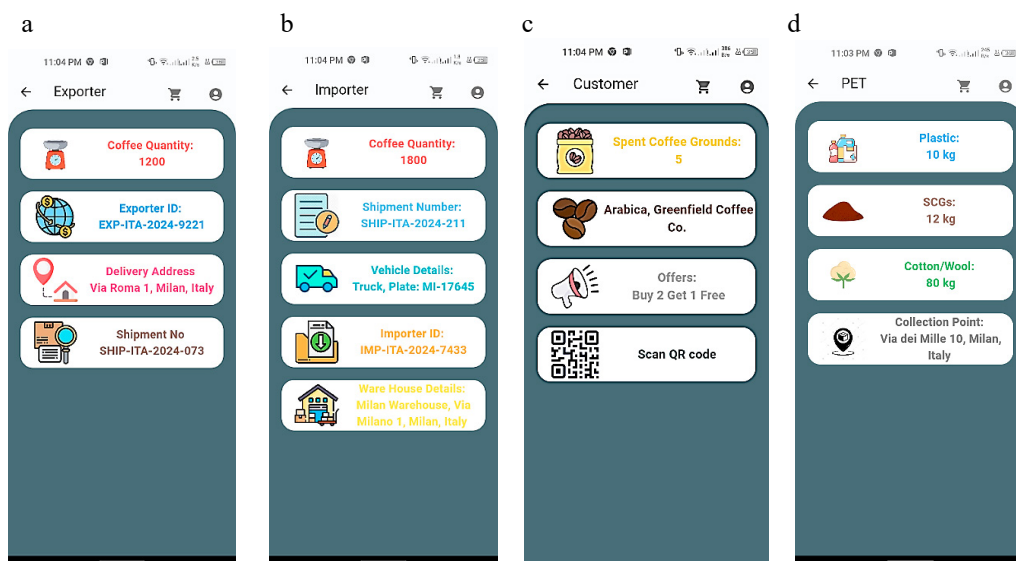 a
11:04 PM
Exporter
Coffee Quantity:
1200
Exporter ID:
EXP-ITA-2024-9221
Delivery Address
Via Roma 1, Milan, Italy
Shipment No
SHIP-ITA-2024-073
b
11:04 PM
Importer
Coffee Quantity:
1800
Shipment Number:
SHIP-ITA-2024-211
Vehicle Details:
Truck, Plate: MI-17645
Importer ID:
IMP-ITA-2024-7433
Ware House Details:
Milan Warehouse, Via
Milano 1, Milan, Italy
c
11:04 PM
Customer
Spent Coffee Grounds:
5
Arabica, Greenfield Coffee
Co.
Offers:
Buy 2 Get 1 Free
Scan QR code
d
11:03 PM
PET
Plastic:
10 kg
SCGs:
12 kg
Cotton/Wool:
80 kg
Collection Point:
Via dei Mille 10, Milan,
Italy